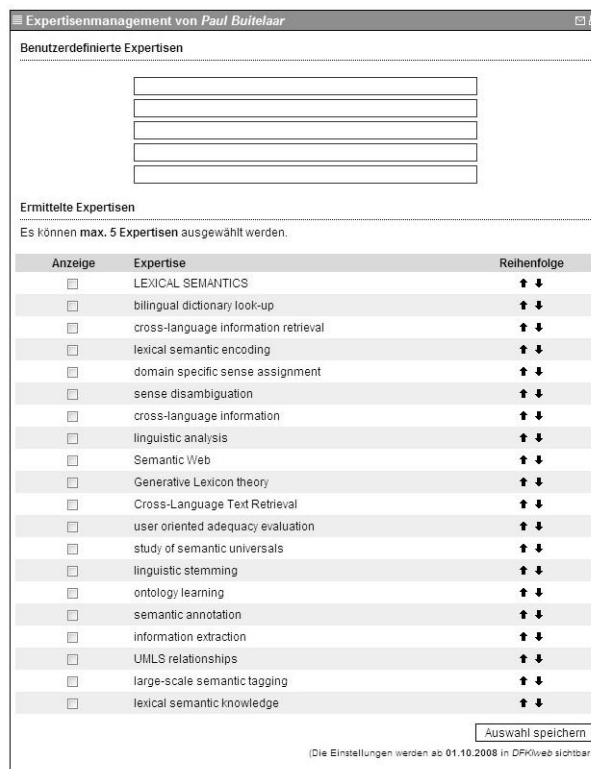 Expertisenmanagement von Paul Buitelaar
Benutzerdefinierte Expertisen
Ermittelte Expertisen
Es können max. 5 Expertisen ausgewählt werden.
Anzeige Expertise Reihenfolge
LEXICAL SEMANTICS
bilingual dictionary look-up
cross-language information retrieval
lexical semantic encoding
domain specific sense assignment
sense disambiguation
cross-language information
linguistic analysis
Semantic Web
Generative Lexicon theory
Cross-Language Text Retrieval
user oriented adequacy evaluation
study of semantic universals
linguistic stemming
ontology learning
semantic annotation
information extraction
UMLS relationships
large-scale semantic tagging
lexical semantic knowledge
Auswahl speichern
(Die Einstellungen werden ab 01.10.2008 in DFKIweb sichtbar